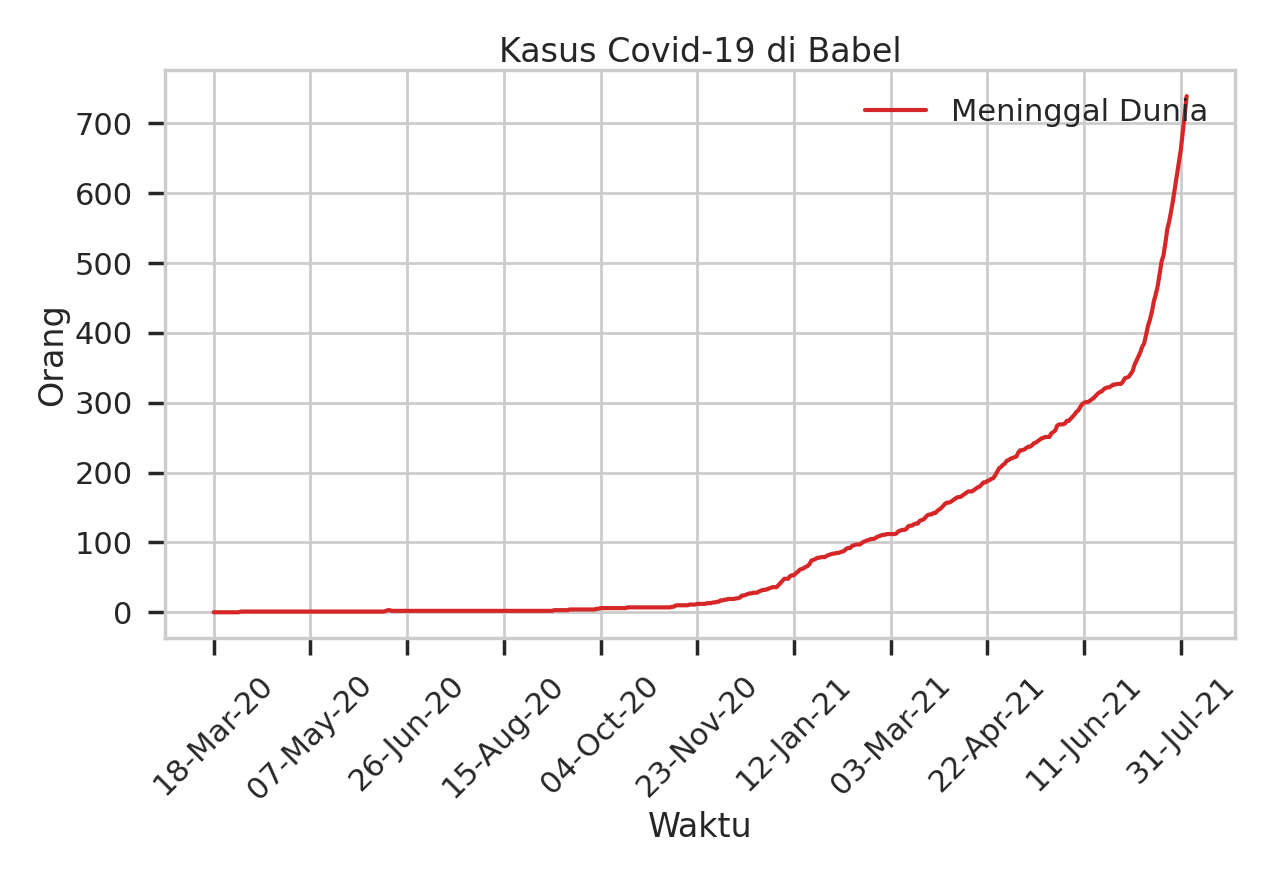 Kasus Covid-19 di Babel
Meninggal Dunia
Orang
700
600
500
400
300
200
100
0
18-Mar-20
07-May-20
26-Jun-20
15-Aug-20
04-Oct-20
23-Nov-20
12-Jan-21
03-Mar-21
22-Apr-21
11-Jun-21
31-Jul-21
Waktu